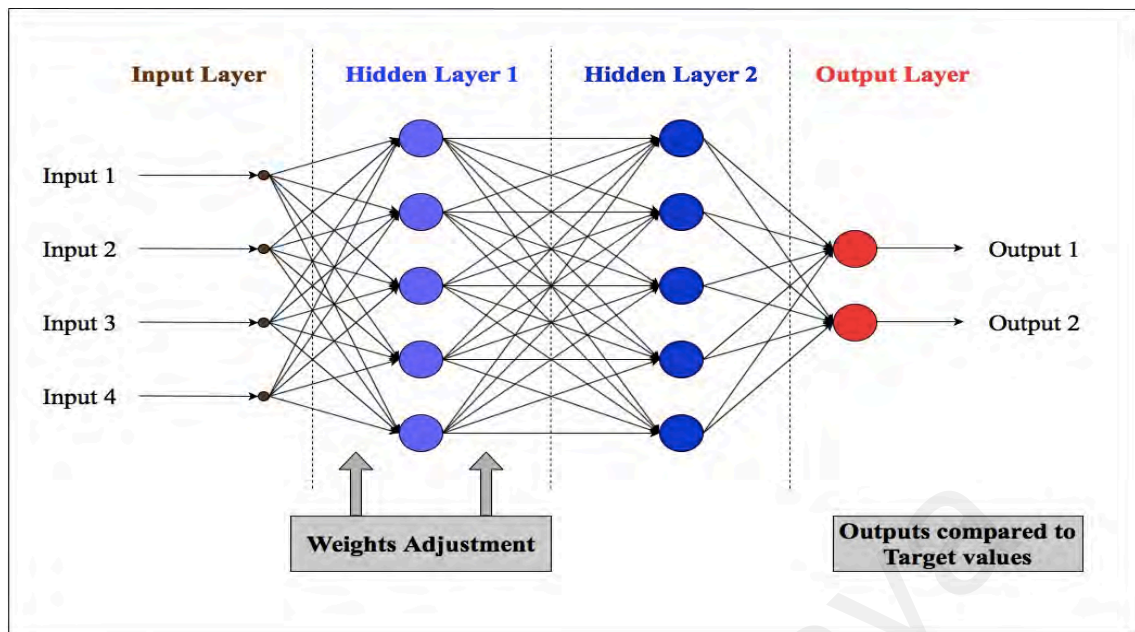 Input Layer
Hidden Layer 1
Hidden Layer 2
Output Layer
Input 1
Input 2
Input 3
Input 4
Output 1
Output 2
Weights Adjustment
Outputs compared to
Target values